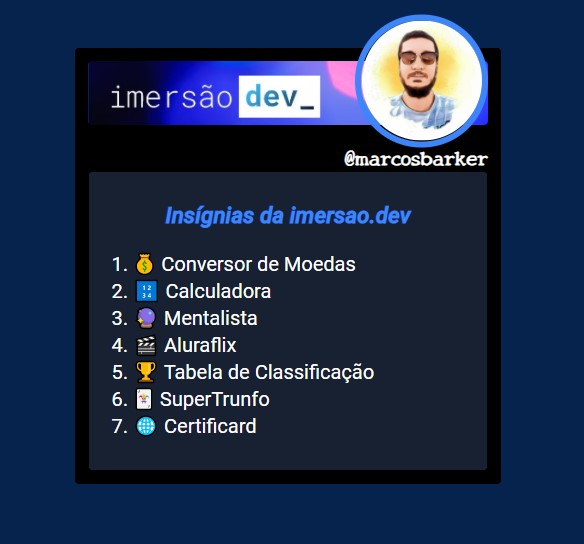 imersão dev_
@marcosbarker
Insígnias da imersao.dev
1. 💰 Conversor de Moedas
2. 🔢 Calculadora
3. 🔮 Mentalista
4. 🎬 Aluraflix
5. 🏆 Tabela de Classificação
6. 🃏 SuperTrunfo
7. 🌐 Certificard